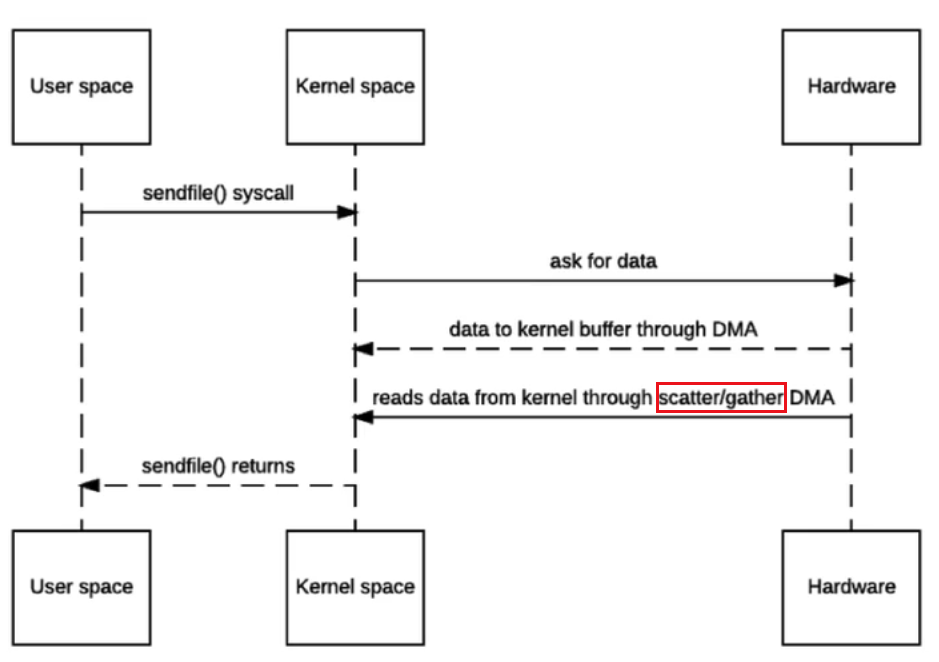 User space
Kernel space
Hardware
sendfile() syscall
ask for data
data to kernel buffer through DMA
reads data from kernel through scatter/gather DMA
sendfile() returns
User space
Kernel space
Hardware